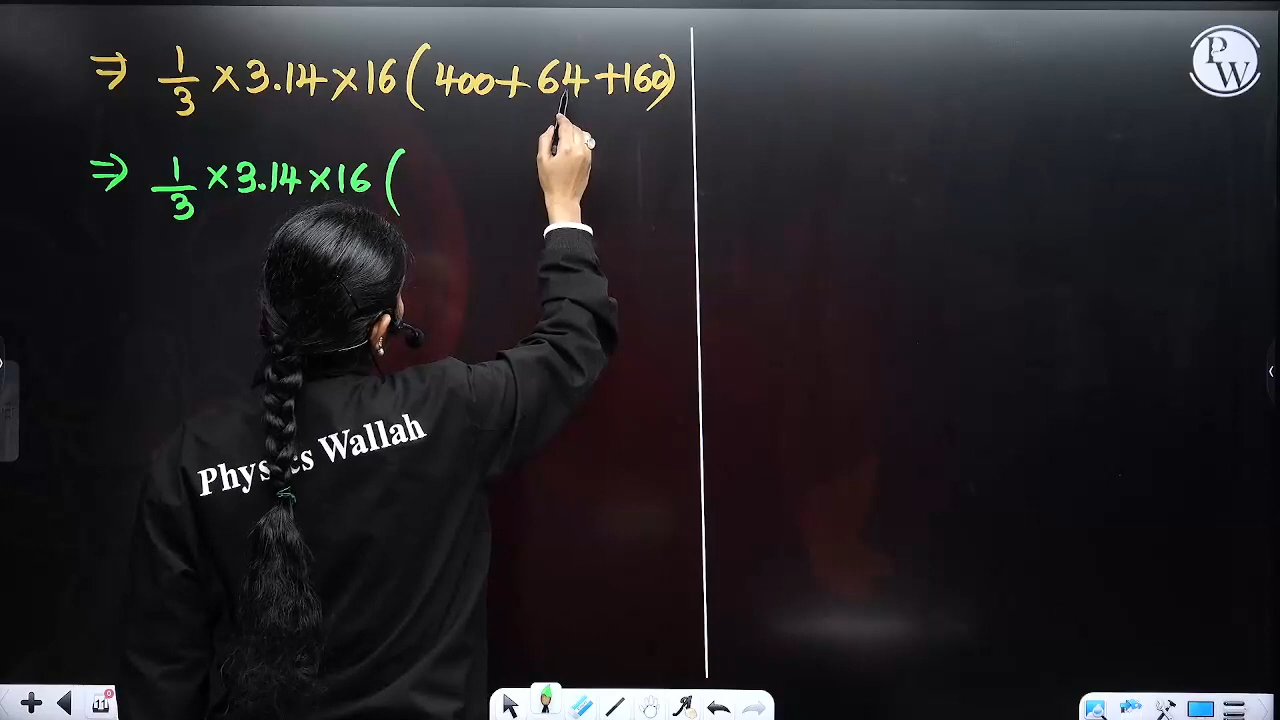 ⇒ 1/3 × 3.14 × 16 ( 400 + 64 + 160 )
⇒ 1/3 × 3.14 × 16 (
Physics Wallah
PW